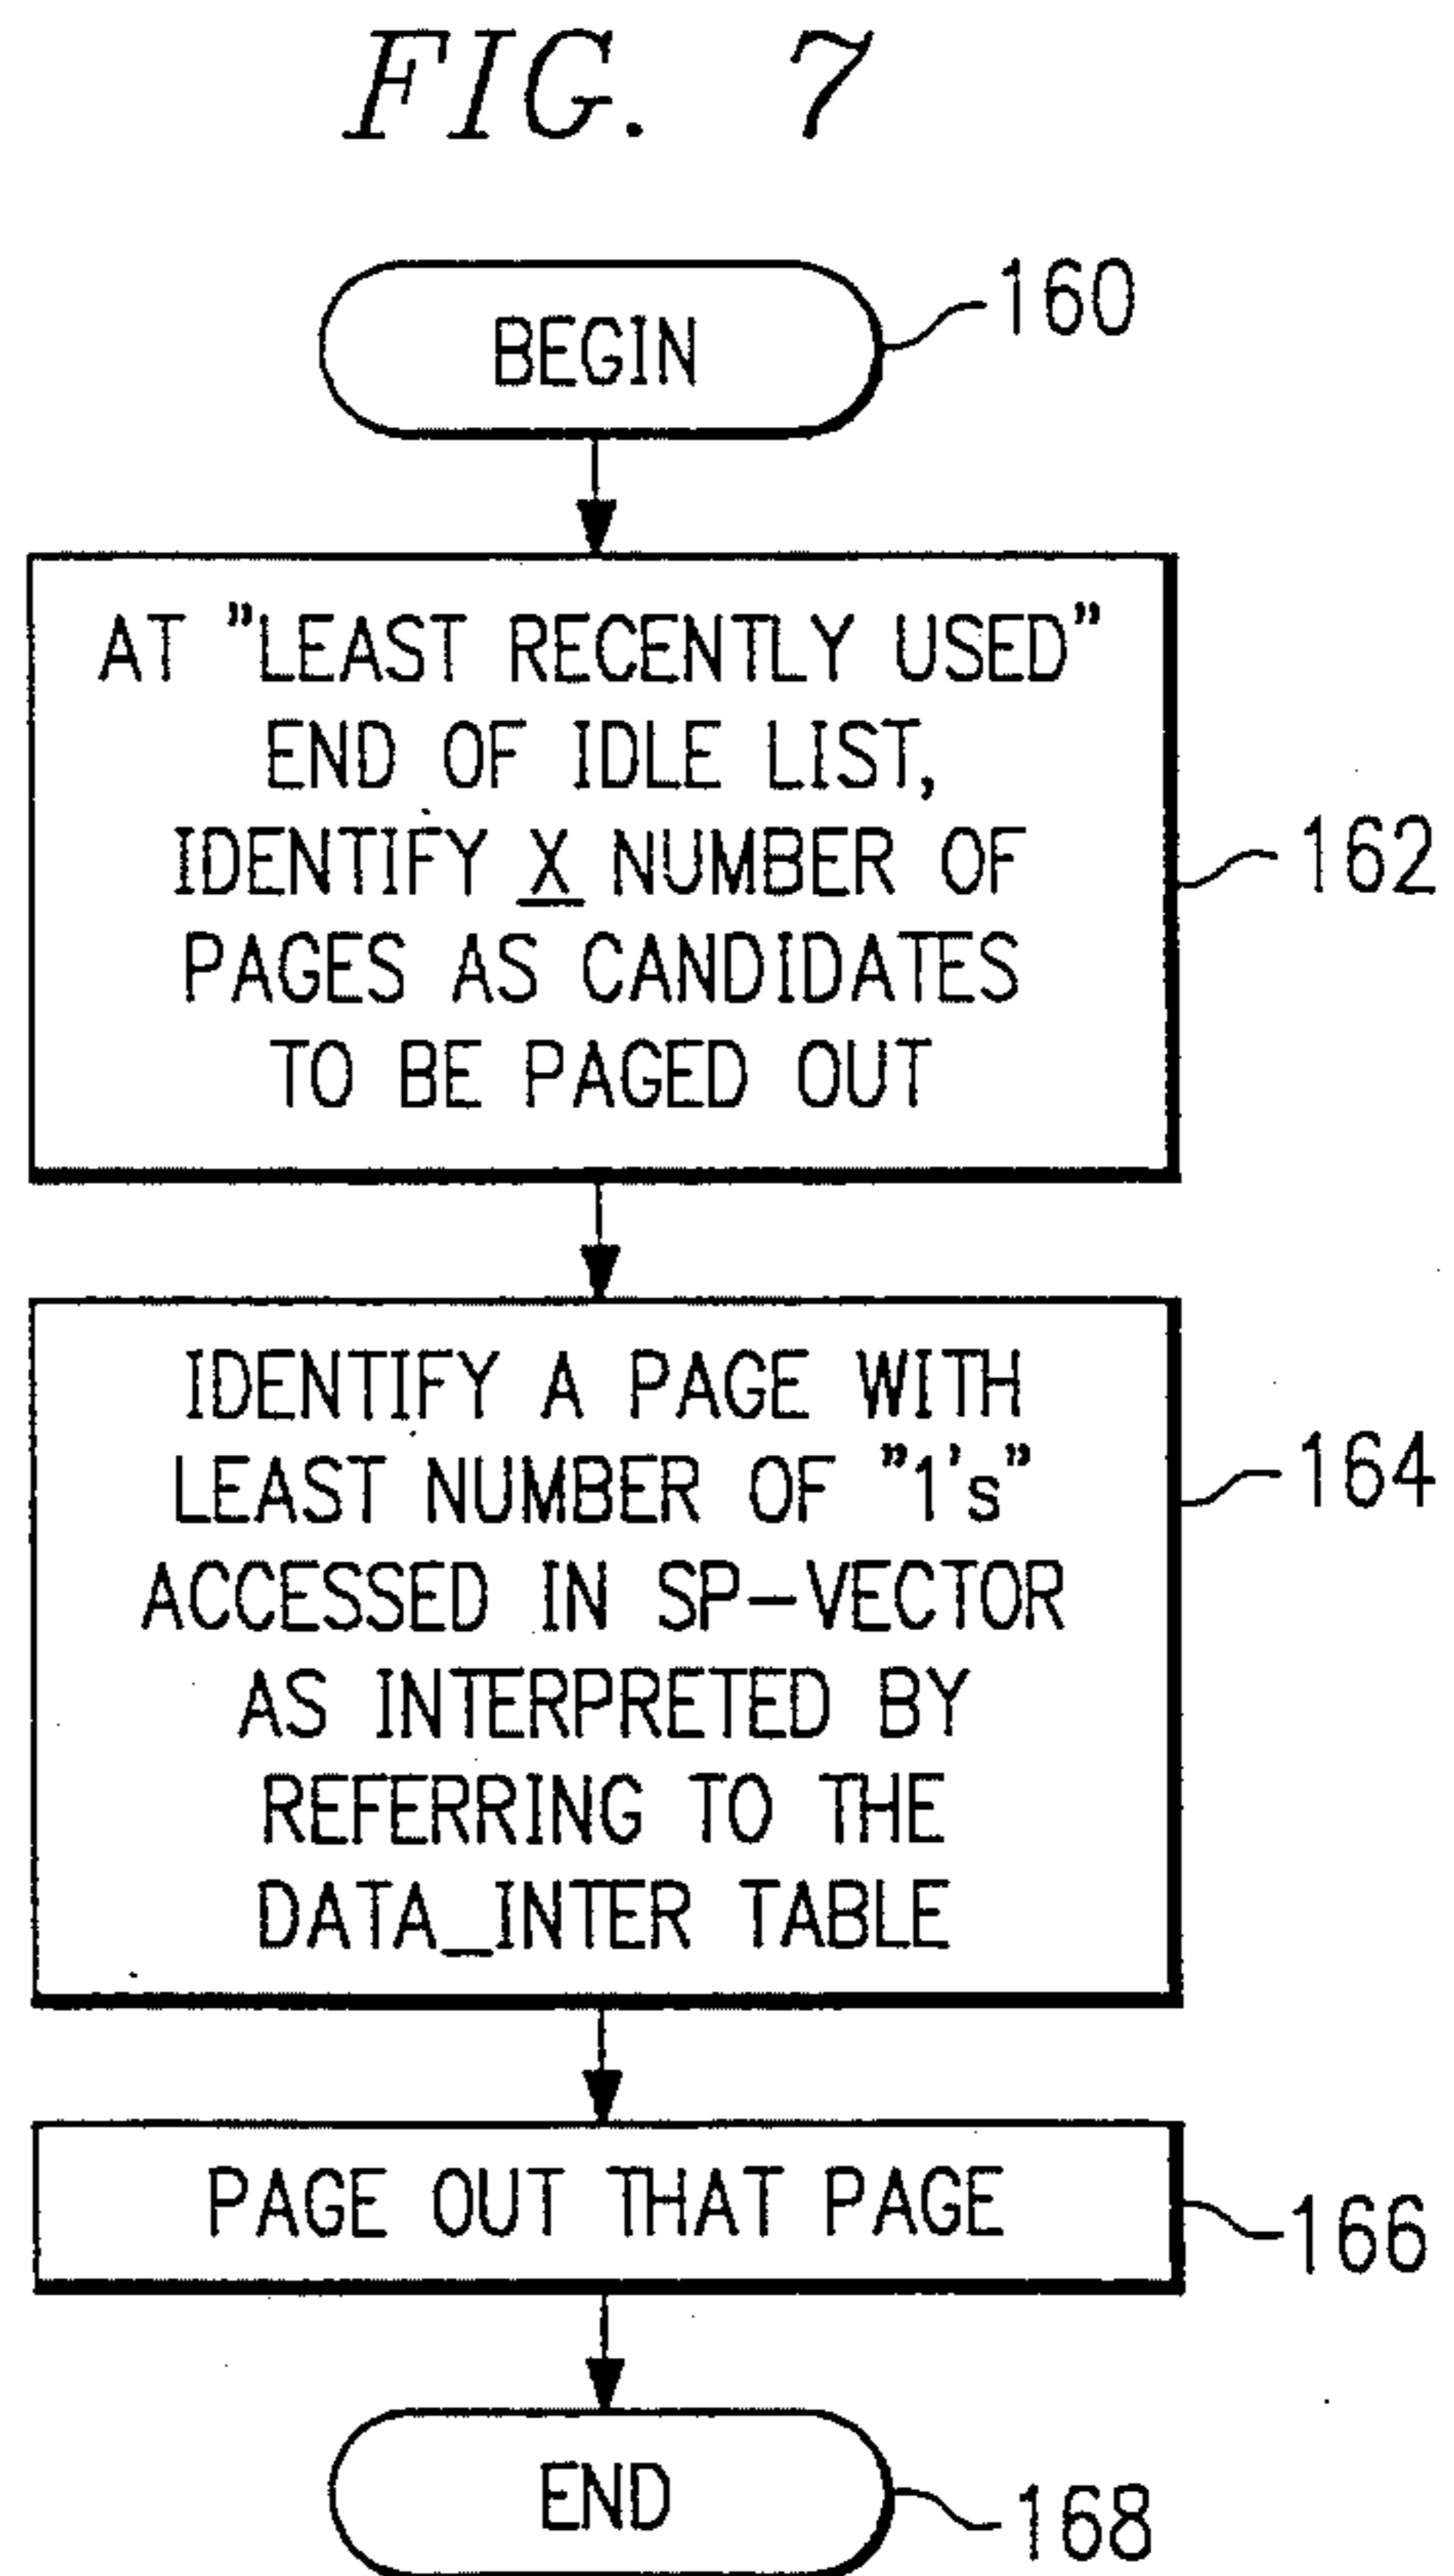 FIG. 7
BEGIN
160
AT "LEAST RECENTLY USED"
END OF IDLE LIST,
IDENTIFY X NUMBER OF
PAGES AS CANDIDATES
TO BE PAGED OUT
162
IDENTIFY A PAGE WITH
LEAST NUMBER OF "1's"
ACCESSED IN SP-VECTOR
AS INTERPRETED BY
REFERRING TO THE
DATA_INTER TABLE
164
PAGE OUT THAT PAGE
166
END
168